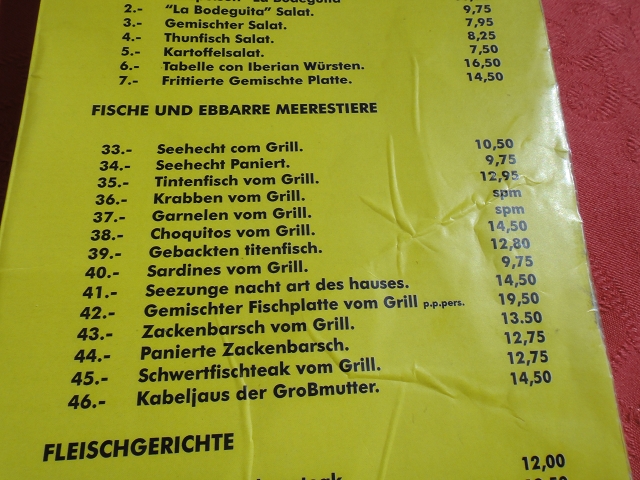 "La Bodeguita"
2.- "La Bodeguita" Salat. 9,75
3.- Gemischter Salat. 7,95
4.- Thunfisch Salat. 8,25
5.- Kartoffelsalat. 7,50
6.- Tabelle con Iberian Würsten. 16,50
7.- Frittierte Gemischte Platte. 14,50
FISCHE UND EBBARRE MEERESTIERE
33.- Seehecht com Grill. 10,50
34.- Seehecht Paniert. 9,75
35.- Tintenfisch vom Grill. 12,95
36.- Krabben vom Grill. spm
37.- Garnelen vom Grill. spm
38.- Choquitos vom Grill. 14,50
39.- Gebackten titenfisch. 12,80
40.- Sardines vom Grill. 9,75
41.- Seezunge nacht art des hauses. 14,50
42.- Gemischter Fischplatte vom Grill p.p.pers. 19,50
43.- Zackenbarsch vom Grill. 13.50
44.- Panierte Zackenbarsch. 12,75
45.- Schwertfischteak vom Grill. 12,75
46.- Kabeljaus der GroBmutter. 14,50
FLEISCHGERICHTE
12,00